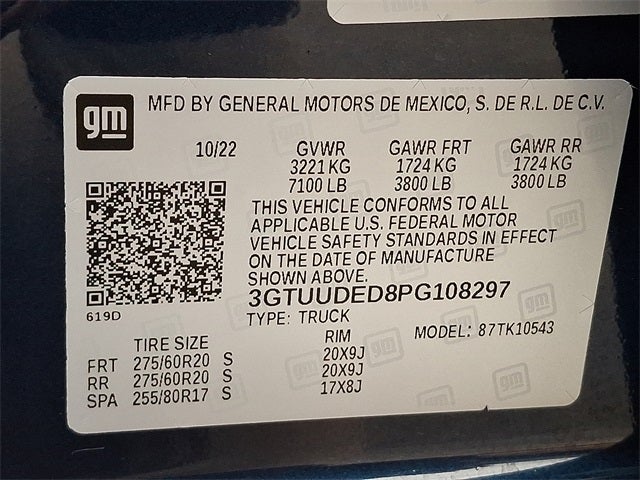 gm MFD BY GENERAL MOTORS DE MEXICO, S. DE R.L. DE C.V.
10/22 GVWR GAWR FRT GAWR RR
3221 KG 1724 KG 1724 KG
7100 LB 3800 LB 3800 LB
THIS VEHICLE CONFORMS TO ALL
APPLICABLE U.S. FEDERAL MOTOR
VEHICLE SAFETY STANDARDS IN EFFECT
ON THE DATE OF MANUFACTURE
SHOWN ABOVE.
3GTUUDED8PG108297
619D TYPE: TRUCK MODEL: 87TK10543
TIRE SIZE RIM
FRT 275/60R20 S 20X9J
RR 275/60R20 S 20X9J
SPA 255/80R17 S 17X8J